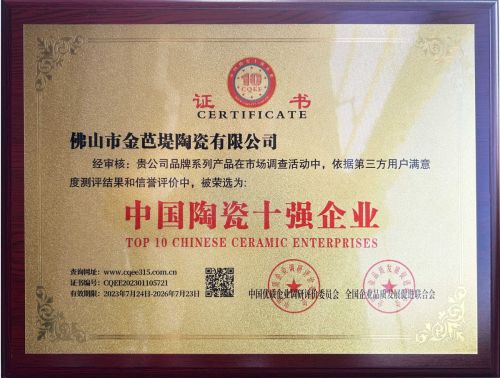 10
CQEE
证 书
CERTIFICATE
佛山市金芭堤陶瓷有限公司
经审核：贵公司品牌系列产品在市场调查活动中，依据第三方用户满意
度测评结果和信誉评价中，被荣选为：
中国陶瓷十强企业
TOP 10 CHINESE CERAMIC ENTERPRISES
查询网址：www.cqee315.com.cn
证书编号：CQEE202301105721
有效期限：2023年7月24日-2026年7月23日
中国优质企业调研评价委员会 全国企业品质发展促进联合会